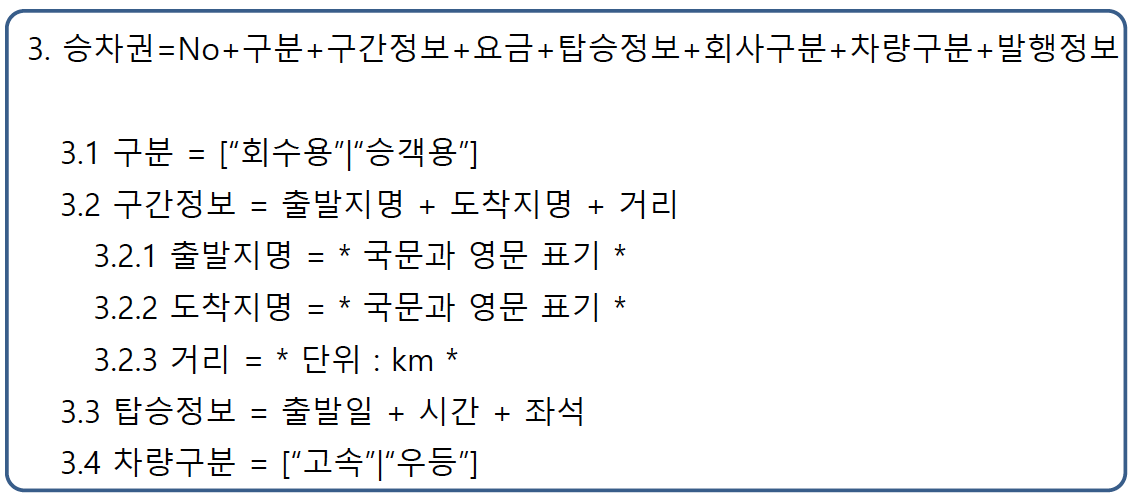 3. 승차권=No+구분+구간정보+요금+탑승정보+회사구분+차량구분+발행정보
3.1 구분 = [“회수용”|“승객용”]
3.2 구간정보 = 출발지명 + 도착지명 + 거리
3.2.1 출발지명 = * 국문과 영문 표기 *
3.2.2 도착지명 = * 국문과 영문 표기 *
3.2.3 거리 = * 단위 : km *
3.3 탑승정보 = 출발일 + 시간 + 좌석
3.4 차량구분 = [“고속”|“우등”]